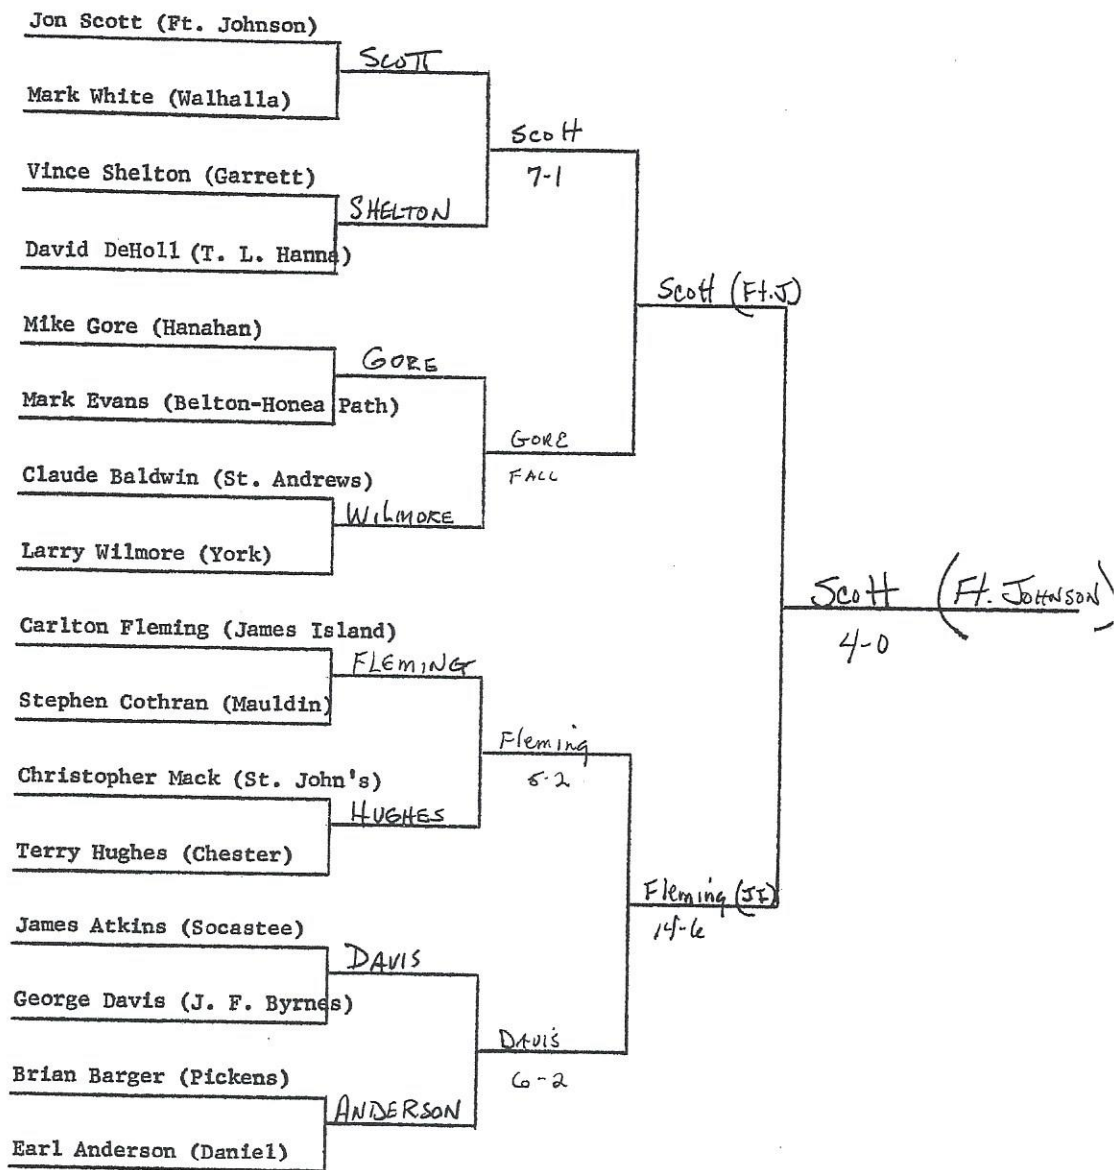 Jon Scott (Ft. Johnson)
SCOTT
Mark White (Walhalla)
Scott
7-1
Vince Shelton (Garrett)
SHELTON
David DeHoll (T. L. Hanna)
Scott (Ft.J)
Mike Gore (Hanahan)
GORE
Mark Evans (Belton-Honea Path)
GORE
FALL
Claude Baldwin (St. Andrews)
WILMORE
Larry Wilmore (York)
Scott (Ft. JOHNSON)
4-0
Carlton Fleming (James Island)
FLEMING
Stephen Cothran (Mauldin)
Fleming
Christopher Mack (St. John's)
HUGHES
Terry Hughes (Chester)
Fleming (JI)
James Atkins (Socastee)
DAVIS
George Davis (J. F. Byrnes)
DAVIS
6-2
Brian Barger (Pickens)
ANDERSON
Earl Anderson (Daniel)